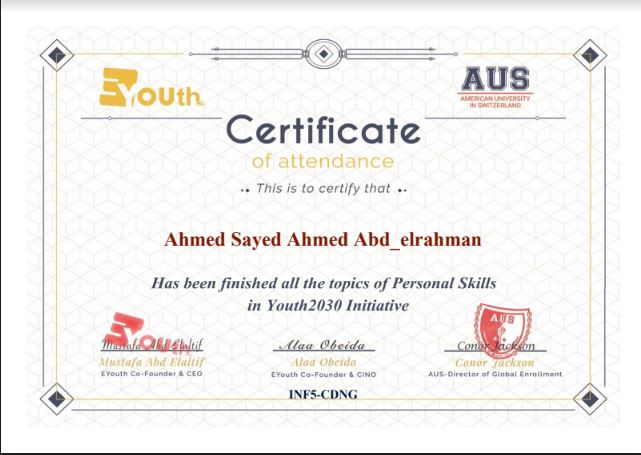 EYouth
AUS
AMERICAN UNIVERSITY
IN SWITZERLAND
Certificate
of attendance
This is to certify that
Ahmed Sayed Ahmed Abd_elrahman
Has been finished all the topics of Personal Skills
in Youth2030 Initiative
EYouth
AUS
Mustafa Abd Elaltif
Alaa Obeida
Conor Jackson
Mustafa Abd Elaltif
Alaa Obeida
Conor Jackson
EYouth Co-Founder & CEO
EYouth Co-Founder & CINO
AUS-Director of Global Enrollment
INF5-CDNG